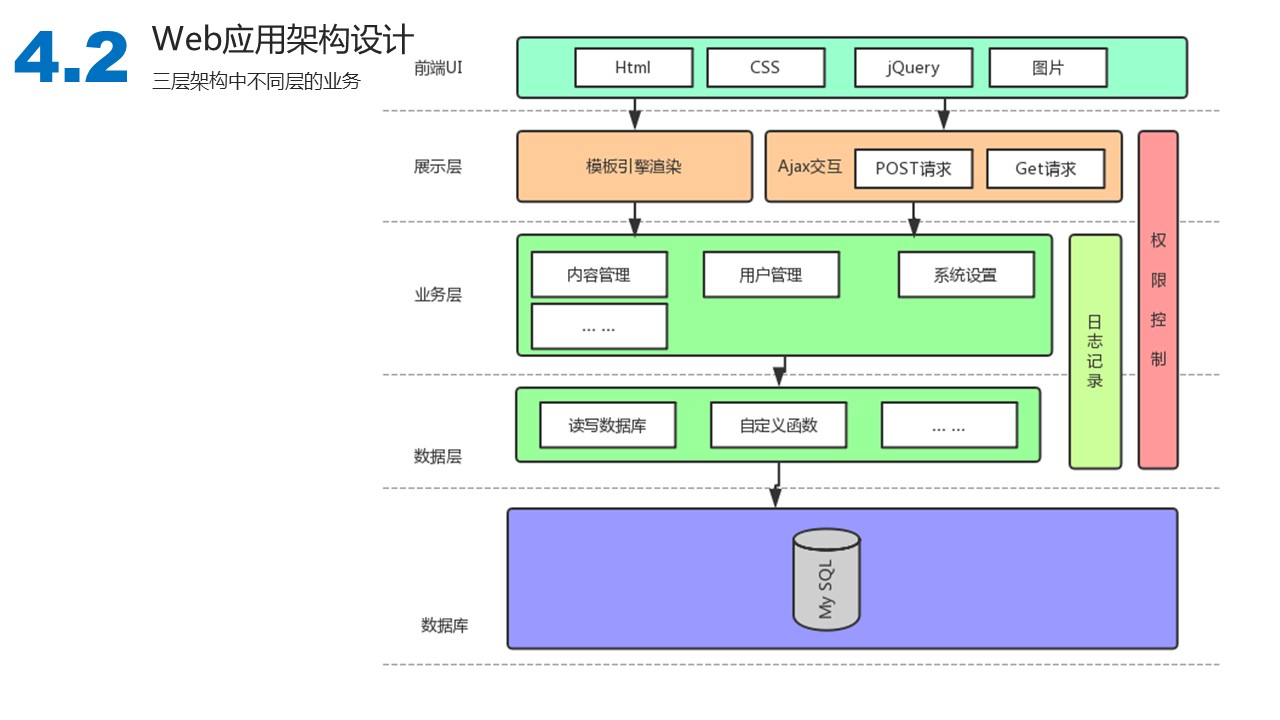 4.2
Web应用架构设计
三层架构中不同层的业务
前端UI
Html
CSS
jQuery
图片
展示层
模板引擎渲染
Ajax交互
POST请求
Get请求
权限控制
业务层
内容管理
用户管理
系统设置
... ...
日志记录
数据层
读写数据库
自定义函数
... ...
数据库
My SQL